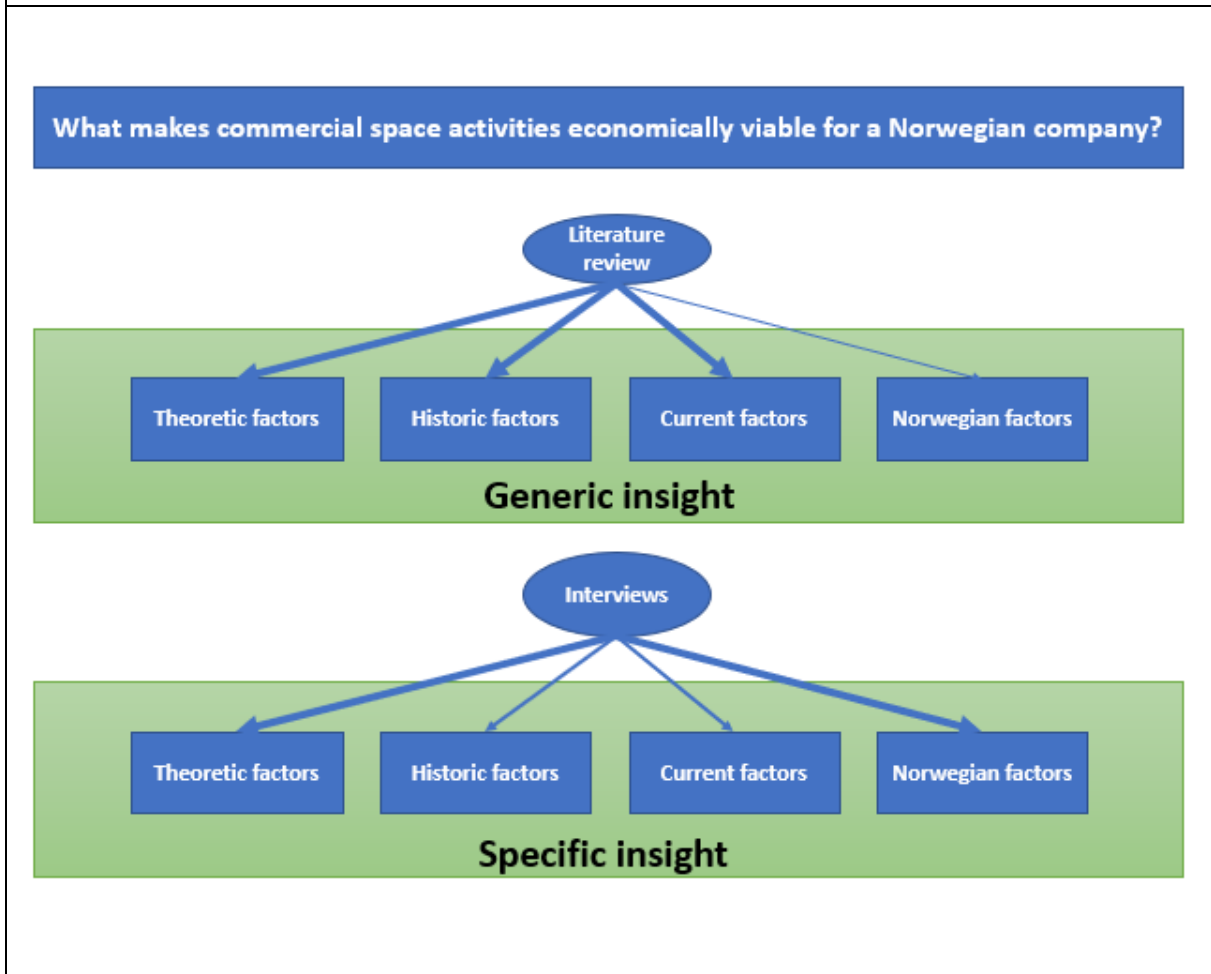 What makes commercial space activities economically viable for a Norwegian company?
Literature
review
Theoretic factors
Historic factors
Current factors
Norwegian factors
Generic insight
Interviews
Theoretic factors
Historic factors
Current factors
Norwegian factors
Specific insight